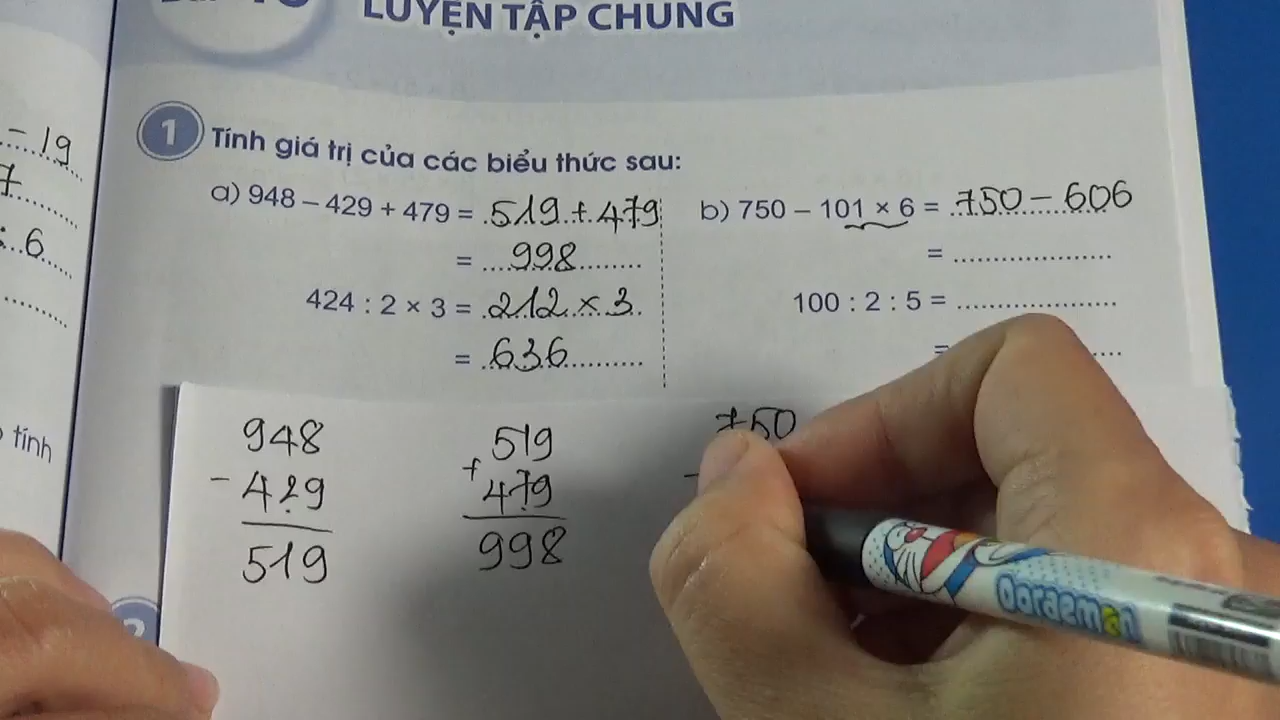 LUYỆN TẬP CHUNG
- 19
7
: 6
tính
1 Tính giá trị của các biểu thức sau:
a) 948 – 429 + 479 = 519 + 479
= 998
424 : 2 × 3 = 212 × 3
= 636
b) 750 – 101 × 6 = 750 - 606
= ....................
100 : 2 : 5 = ....................
=
948
- 429
519
519
+ 479
998
750
-
2
Doraemon